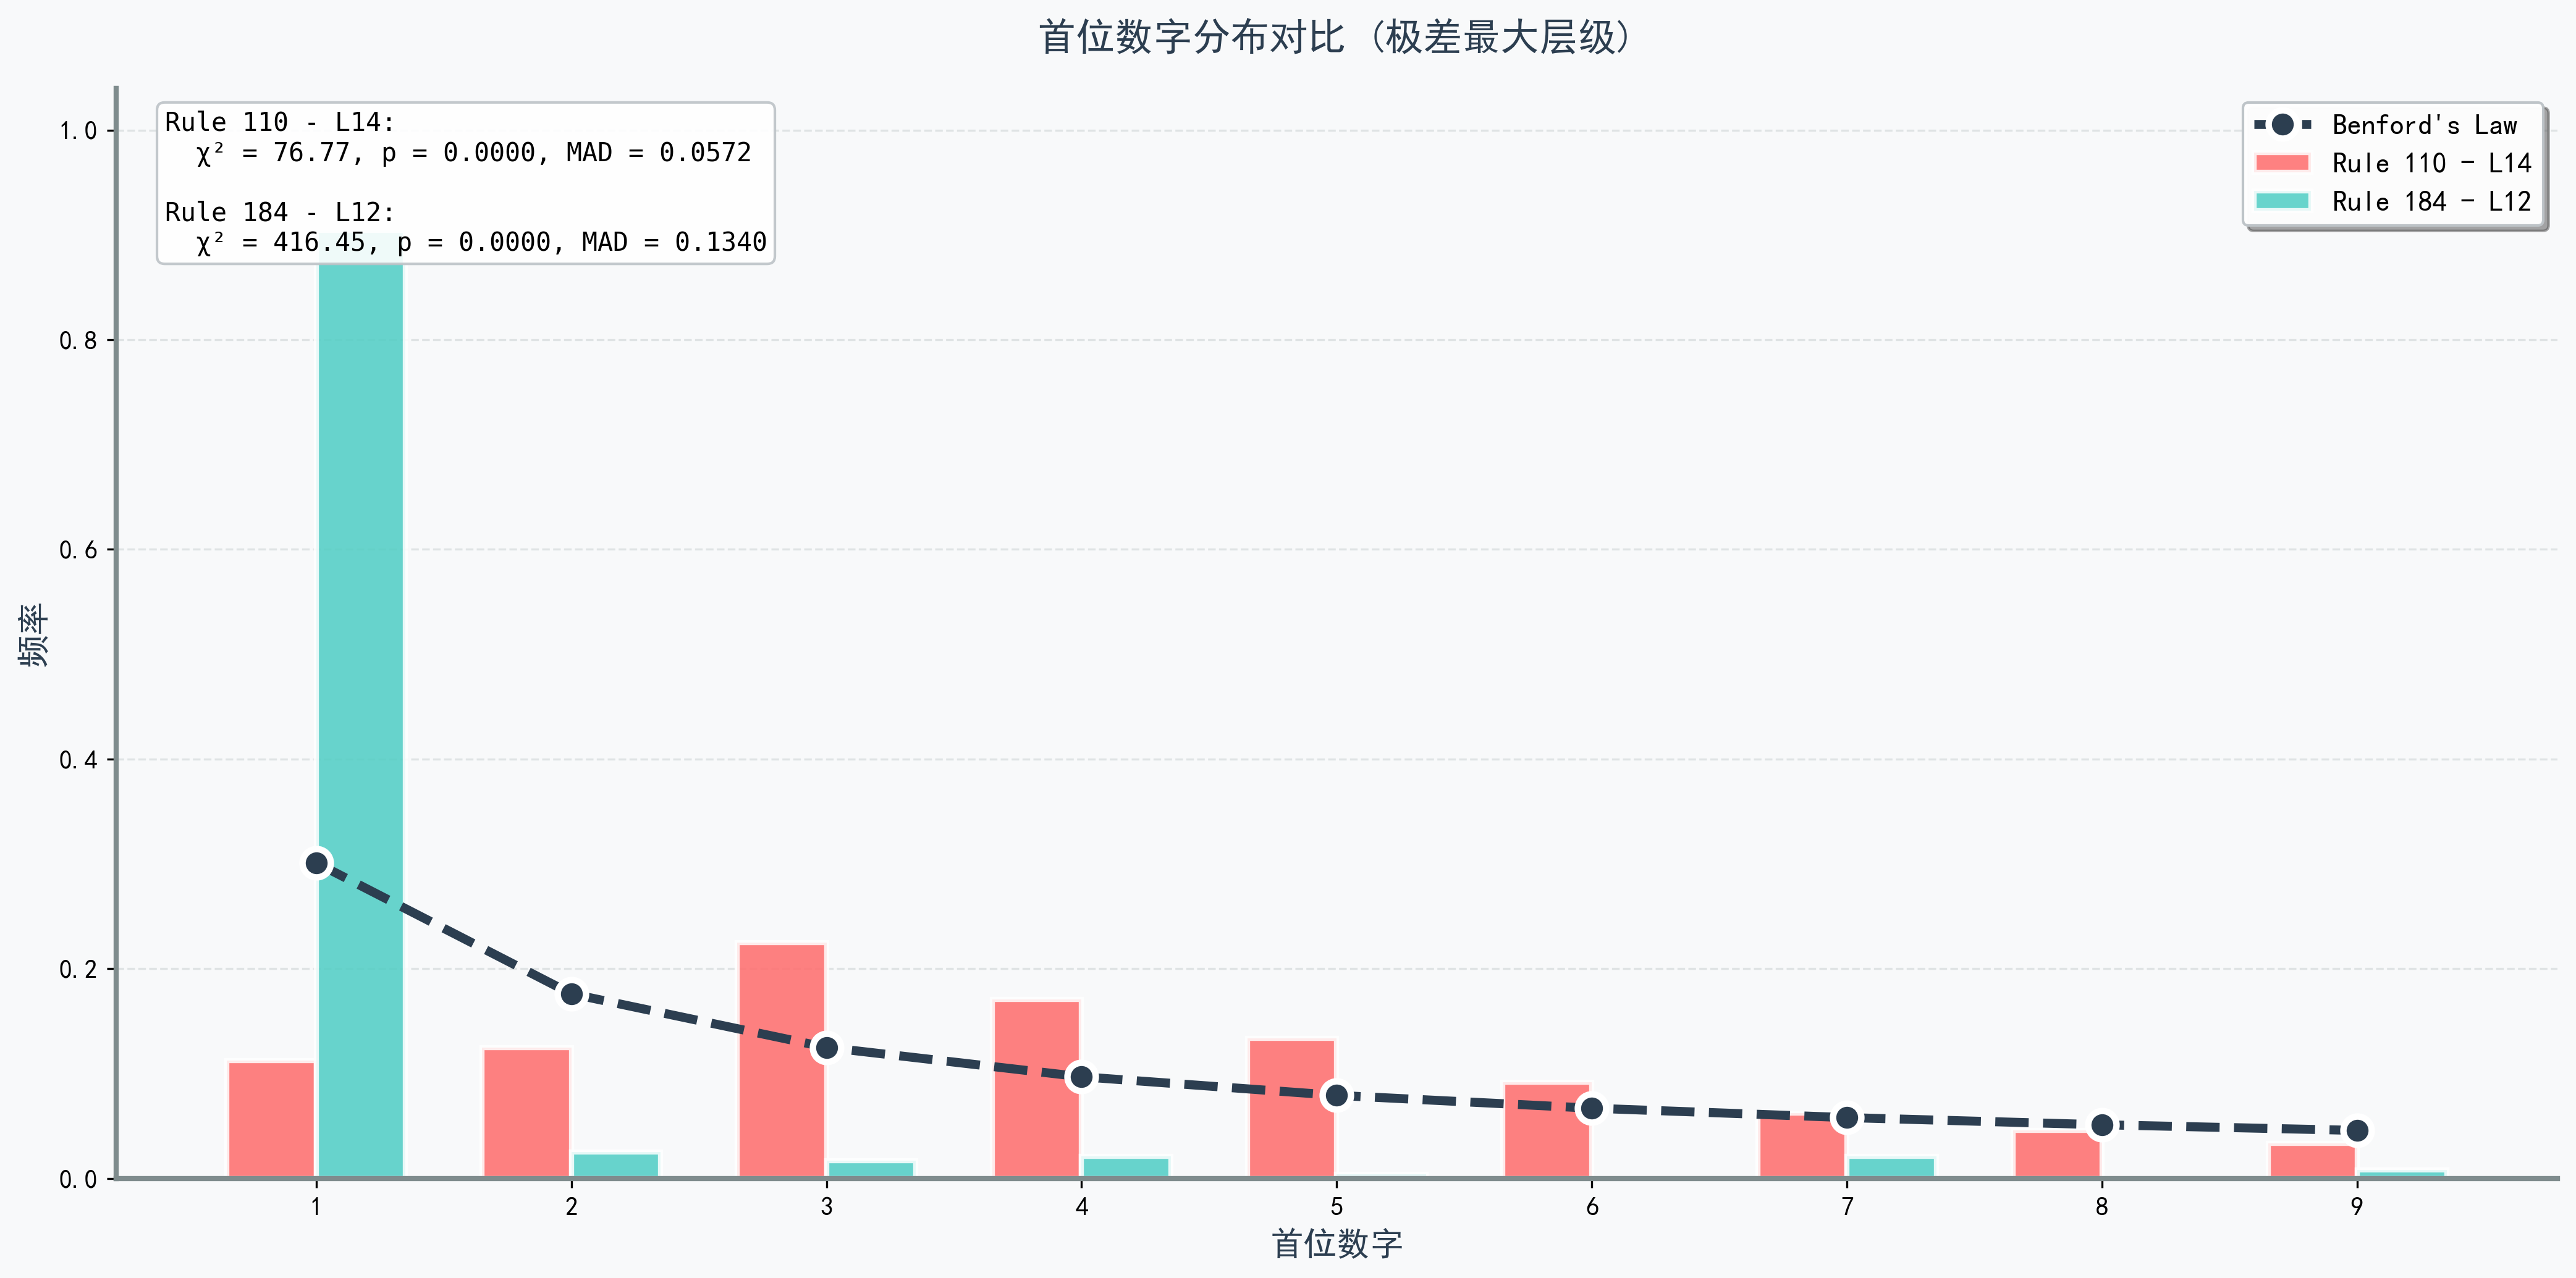 首位数字分布对比 (极差最大层级)
Rule 110 - L14:
χ² = 76.77, p = 0.0000, MAD = 0.0572
Rule 184 - L12:
χ² = 416.45, p = 0.0000, MAD = 0.1340
Benford's Law
Rule 110 - L14
Rule 184 - L12
频率
1.0
0.8
0.6
0.4
0.2
0.0
1 2 3 4 5 6 7 8 9
首位数字